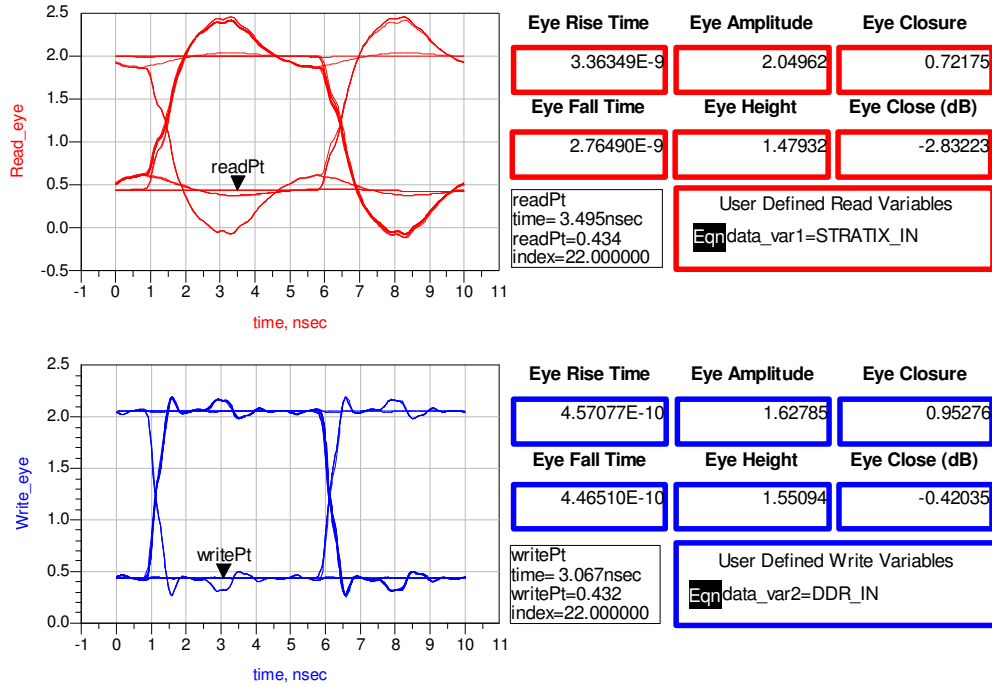 Eye Rise Time Eye Amplitude Eye Closure
3.36349E-9 2.04962 0.72175
Eye Fall Time Eye Height Eye Close (dB)
2.76490E-9 1.47932 -2.83223
readPt
time= 3.495nsec
readPt=0.434
index=22.000000
User Defined Read Variables
Eqn data_var1=STRATIX_IN
2.5
2.0
1.5
1.0
0.5
0.0
-0.5
Read_eye
readPt
-1 0 1 2 3 4 5 6 7 8 9 10 11
time, nsec
Eye Rise Time Eye Amplitude Eye Closure
4.57077E-10 1.62785 0.95276
Eye Fall Time Eye Height Eye Close (dB)
4.46510E-10 1.55094 -0.42035
writePt
time= 3.067nsec
writePt=0.432
index=22.000000
User Defined Write Variables
Eqn data_var2=DDR_IN
2.5
2.0
1.5
1.0
0.5
0.0
Write_eye
writePt
-1 0 1 2 3 4 5 6 7 8 9 10 11
time, nsec